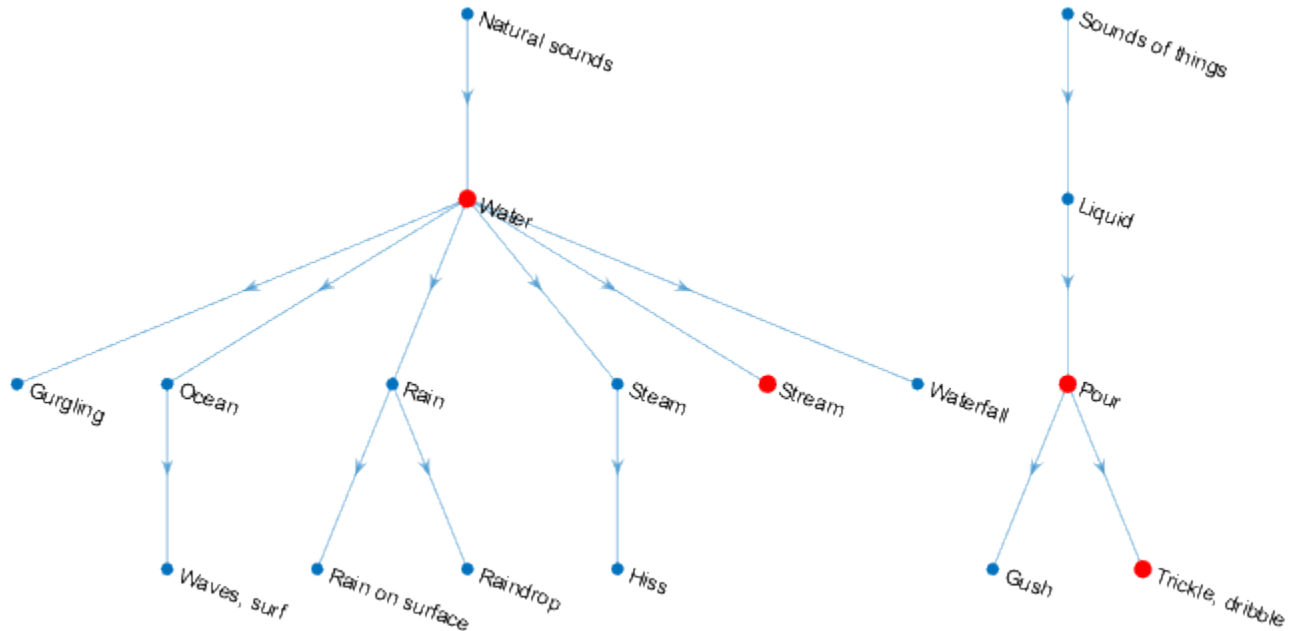 Natural sounds
Sounds of things
Water
Liquid
Gurgling
Ocean
Rain
Steam
Stream
Waterfall
Pour
Waves, surf
Rain on surface
Raindrop
Hiss
Gush
Trickle, dribble